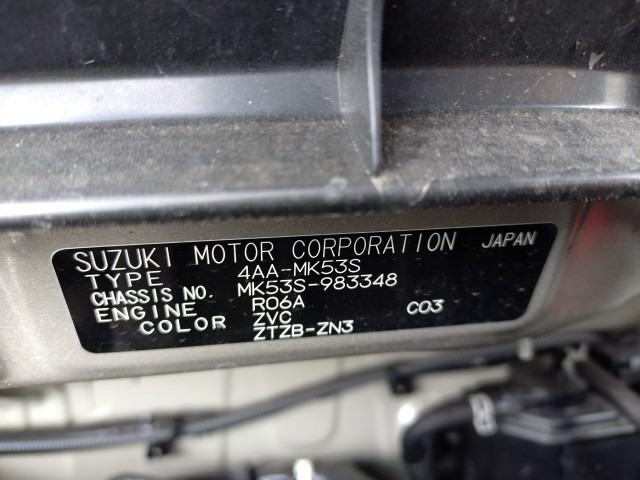 SUZUKI MOTOR CORPORATION JAPAN
TYPE 4AA-MK53S
CHASSIS NO. MK53S-983348
ENGINE R06A C03
COLOR ZVC
ZTZB-ZN3